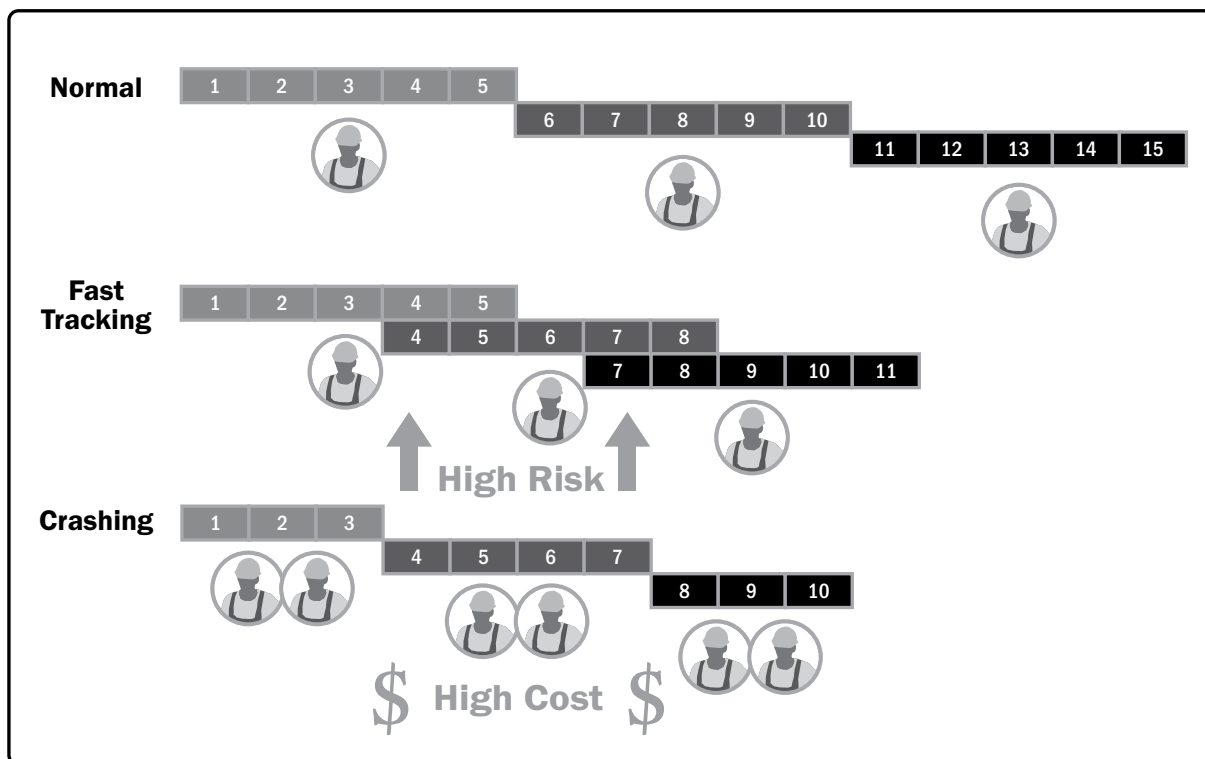 Normal
1 2 3 4 5
6 7 8 9 10
11 12 13 14 15
Fast
Tracking
1 2 3 4 5
4 5 6 7 8
7 8 9 10 11
High Risk
Crashing
1 2 3
4 5 6 7
8 9 10
$ High Cost $